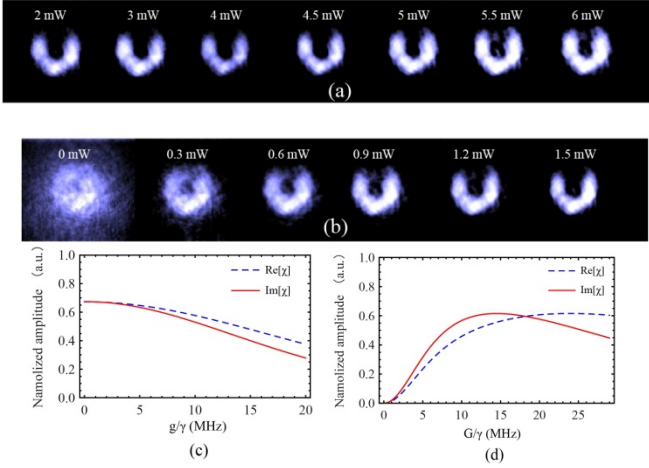 2 mW 3 mW 4 mW 4.5 mW 5 mW 5.5 mW 6 mW
(a)
0 mW 0.3 mW 0.6 mW 0.9 mW 1.2 mW 1.5 mW
(b)
Namolized amplitude (a.u.)
1.0
0.8
0.6
0.4
0.2
0.0
Re[χ]
Im[χ]
0 5 10 15 20
g/γ (MHz)
(c)
Namolized amplitude (a.u.)
1.0
0.8
0.6
0.4
0.2
0.0
Re[χ]
Im[χ]
0 5 10 15 20 25
G/γ (MHz)
(d)